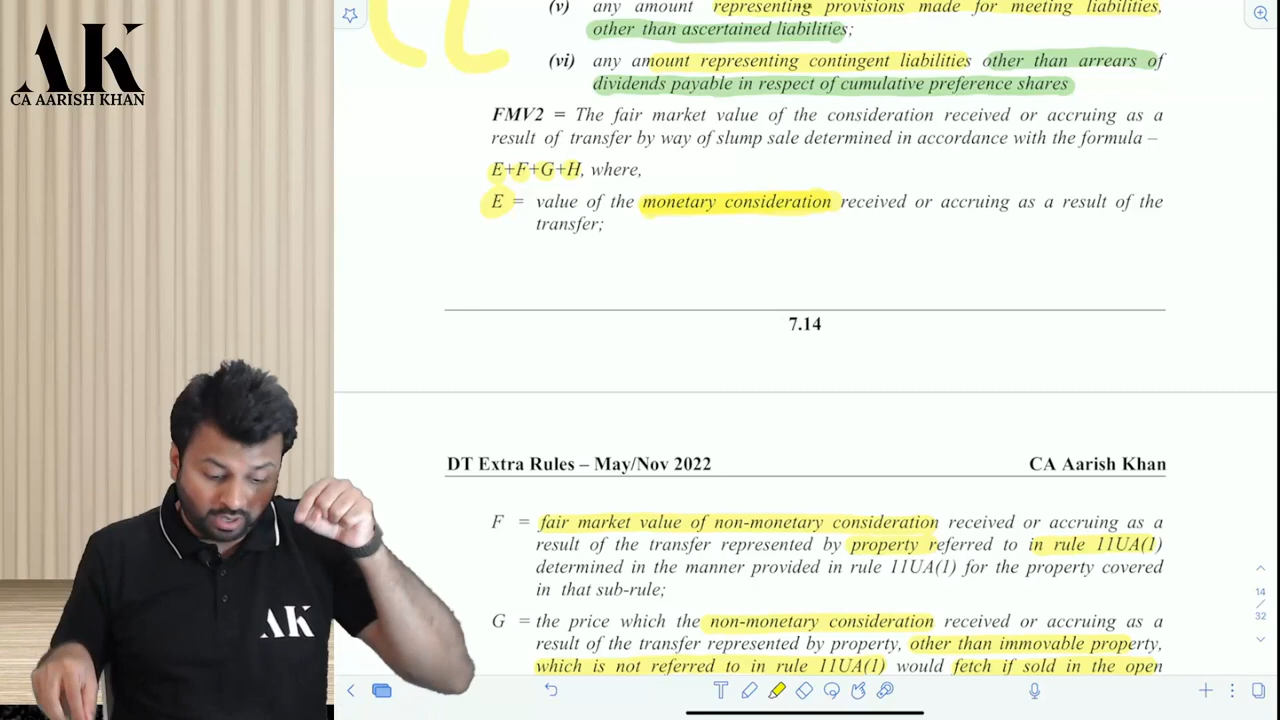 AK
CA AARISH KHAN
(v) any amount representing provisions made for meeting liabilities,
other than ascertained liabilities;
(vi) any amount representing contingent liabilities other than arrears of
dividends payable in respect of cumulative preference shares
FMV2 = The fair market value of the consideration received or accruing as a
result of transfer by way of slump sale determined in accordance with the formula –
E+F+G+H, where,
E = value of the monetary consideration received or accruing as a result of the
transfer;
7.14
DT Extra Rules – May/Nov 2022 CA Aarish Khan
F = fair market value of non-monetary consideration received or accruing as a
result of the transfer represented by property referred to in rule 11UA(1)
determined in the manner provided in rule 11UA(1) for the property covered
in that sub-rule;
G = the price which the non-monetary consideration received or accruing as a
result of the transfer represented by property, other than immovable property,
which is not referred to in rule 11UA(1) would fetch if sold in the open
AK
14
32